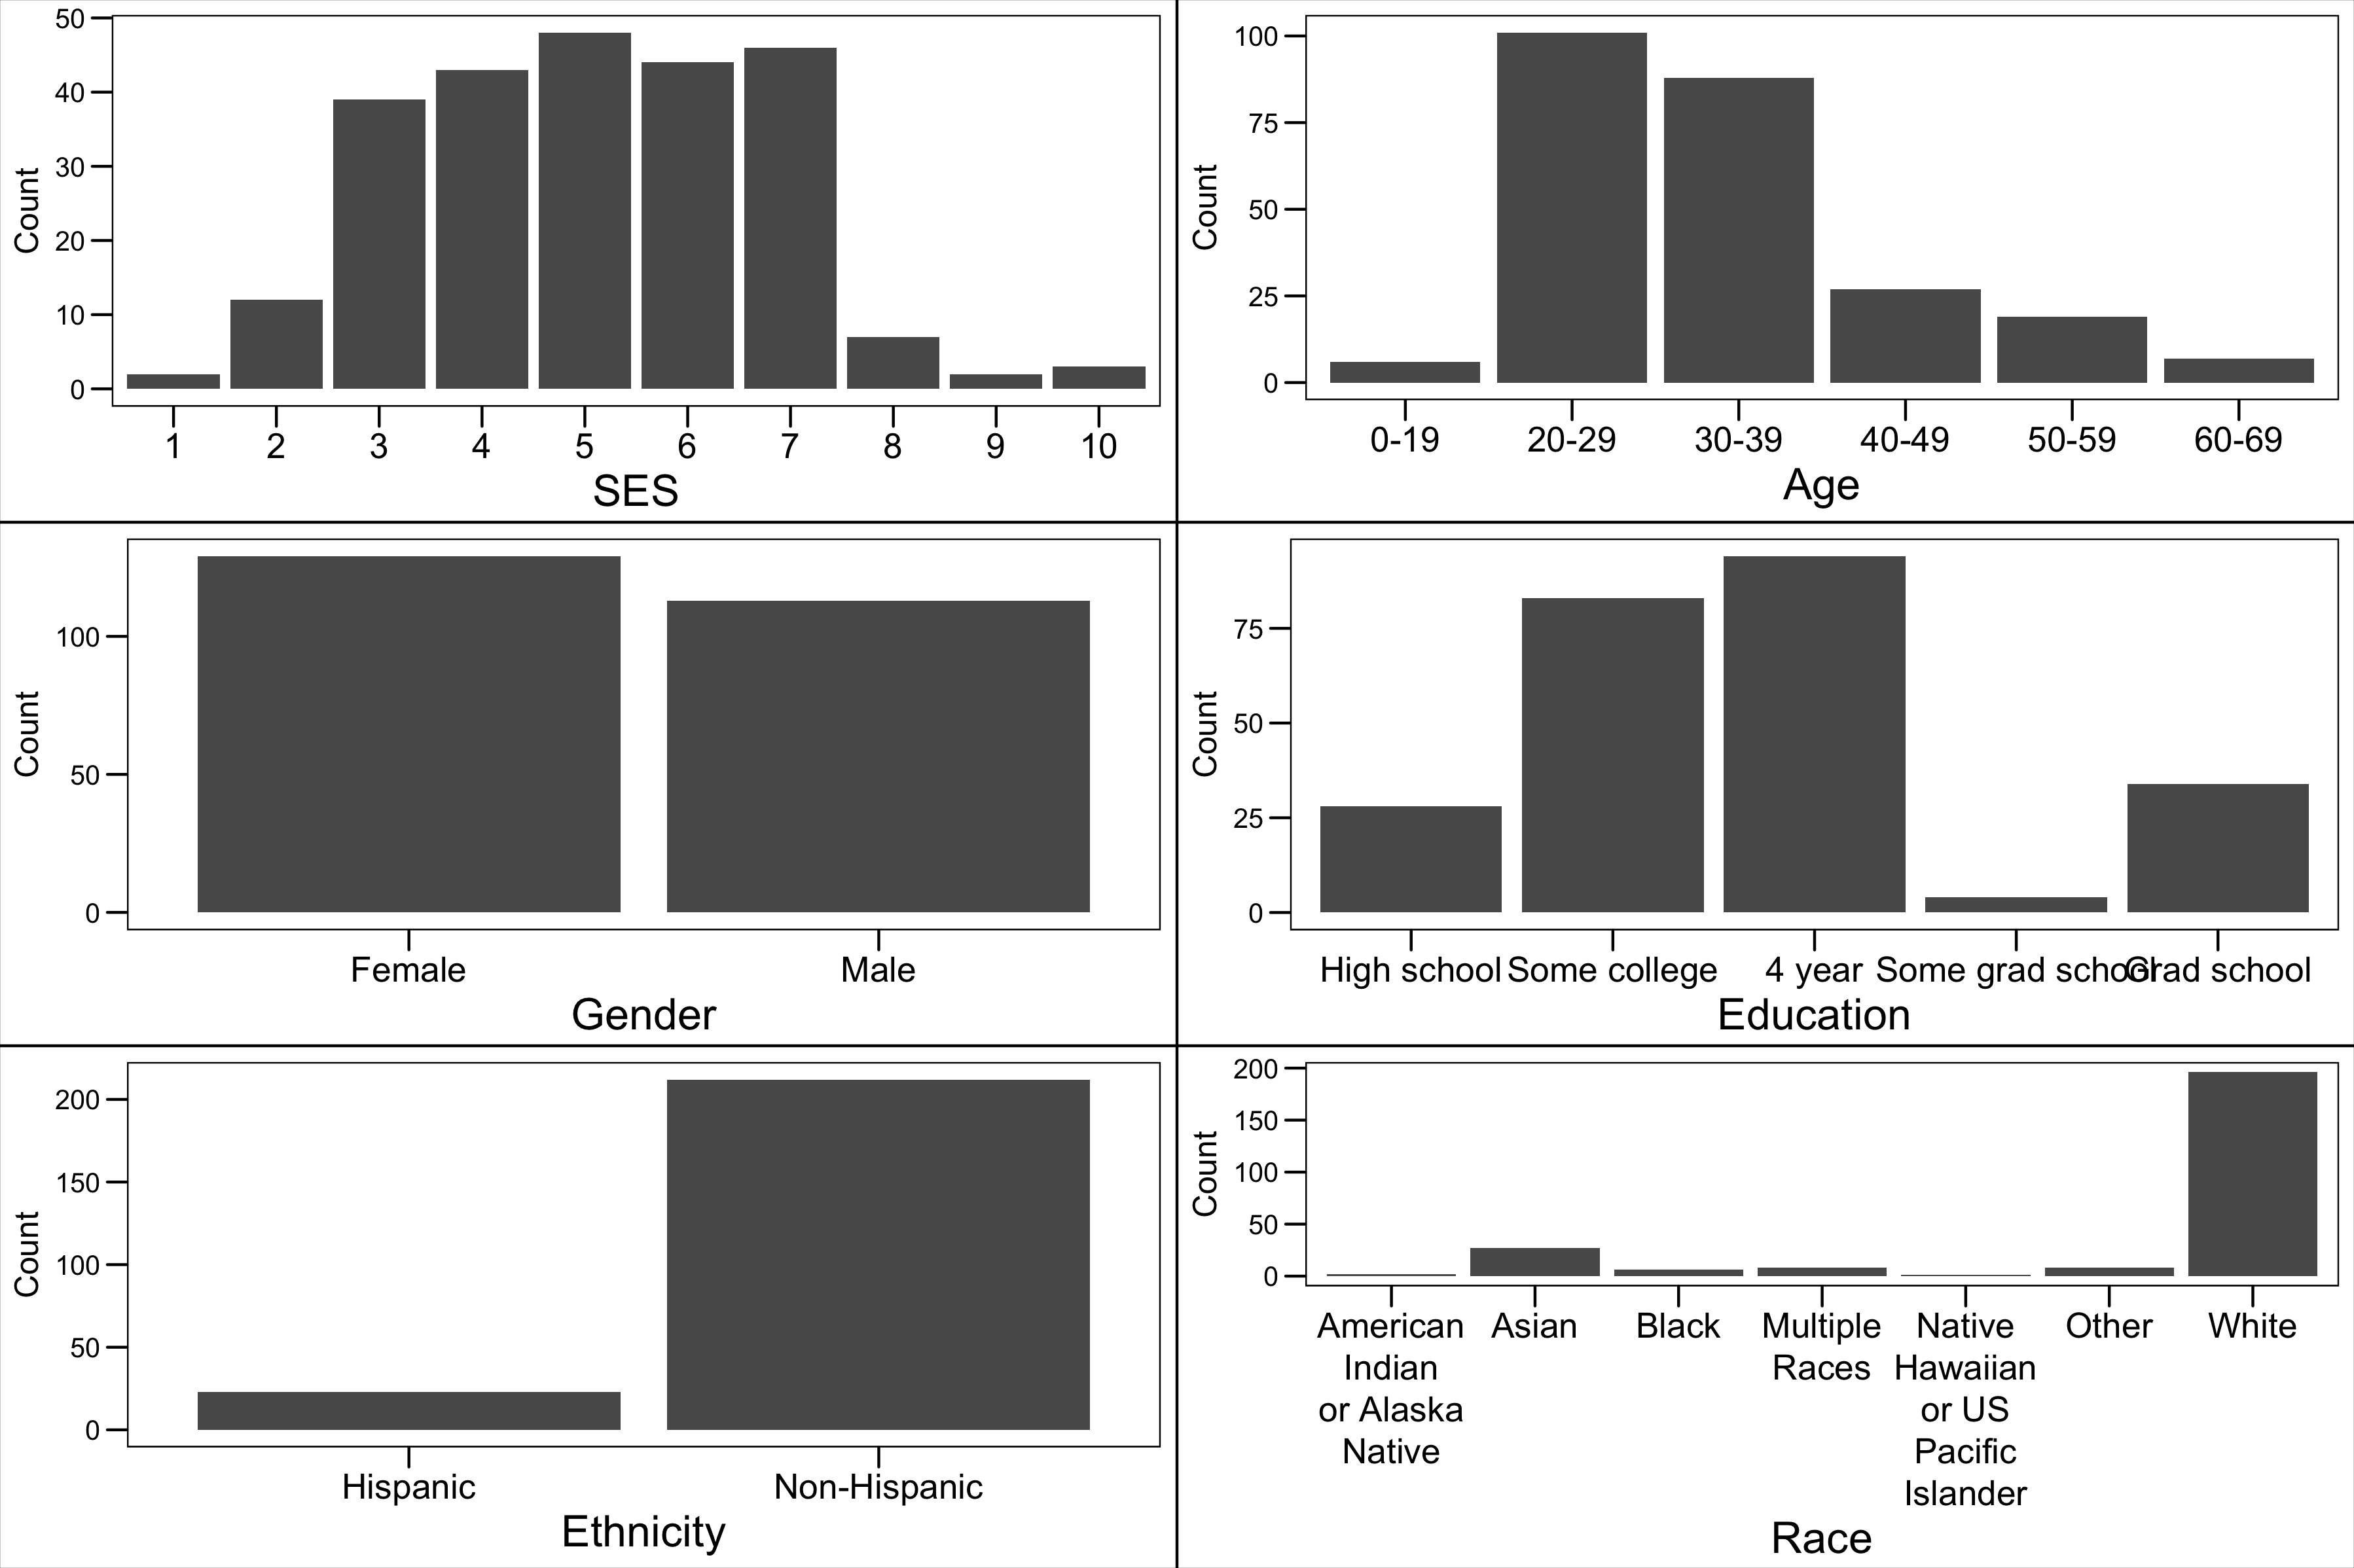 50
40
30
20
10
0
Count
1 2 3 4 5 6 7 8 9 10
SES
100
75
50
25
0
Count
0-19 20-29 30-39 40-49 50-59 60-69
Age
100
50
0
Count
Female Male
Gender
75
50
25
0
Count
High school Some college 4 year Some grad school Grad school
Education
200
150
100
50
0
Count
Hispanic Non-Hispanic
Ethnicity
200
150
100
50
0
Count
American Asian Black Multiple Native Other White
Indian Races Hawaiian
or Alaska or US
Native Pacific
Islander
Race